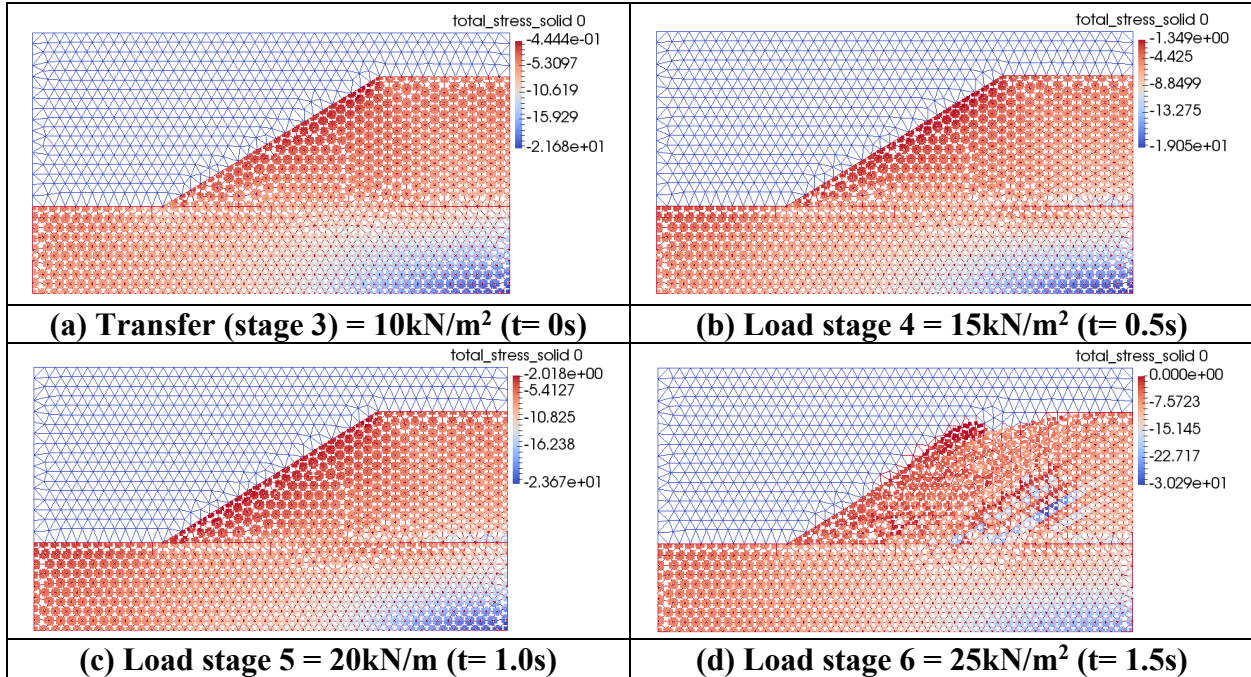 total_stress_solid 0
-4.444e-01
-5.3097
-10.619
-15.929
-2.168e+01
(a) Transfer (stage 3) = 10kN/m² (t= 0s)
total_stress_solid 0
-1.349e+00
-4.425
-8.8499
-13.275
-1.905e+01
(b) Load stage 4 = 15kN/m² (t= 0.5s)
total_stress_solid 0
-2.018e+00
-5.4127
-10.825
-16.238
-2.367e+01
(c) Load stage 5 = 20kN/m (t= 1.0s)
total_stress_solid 0
0.000e+00
-7.5723
-15.145
-22.717
-3.029e+01
(d) Load stage 6 = 25kN/m² (t= 1.5s)